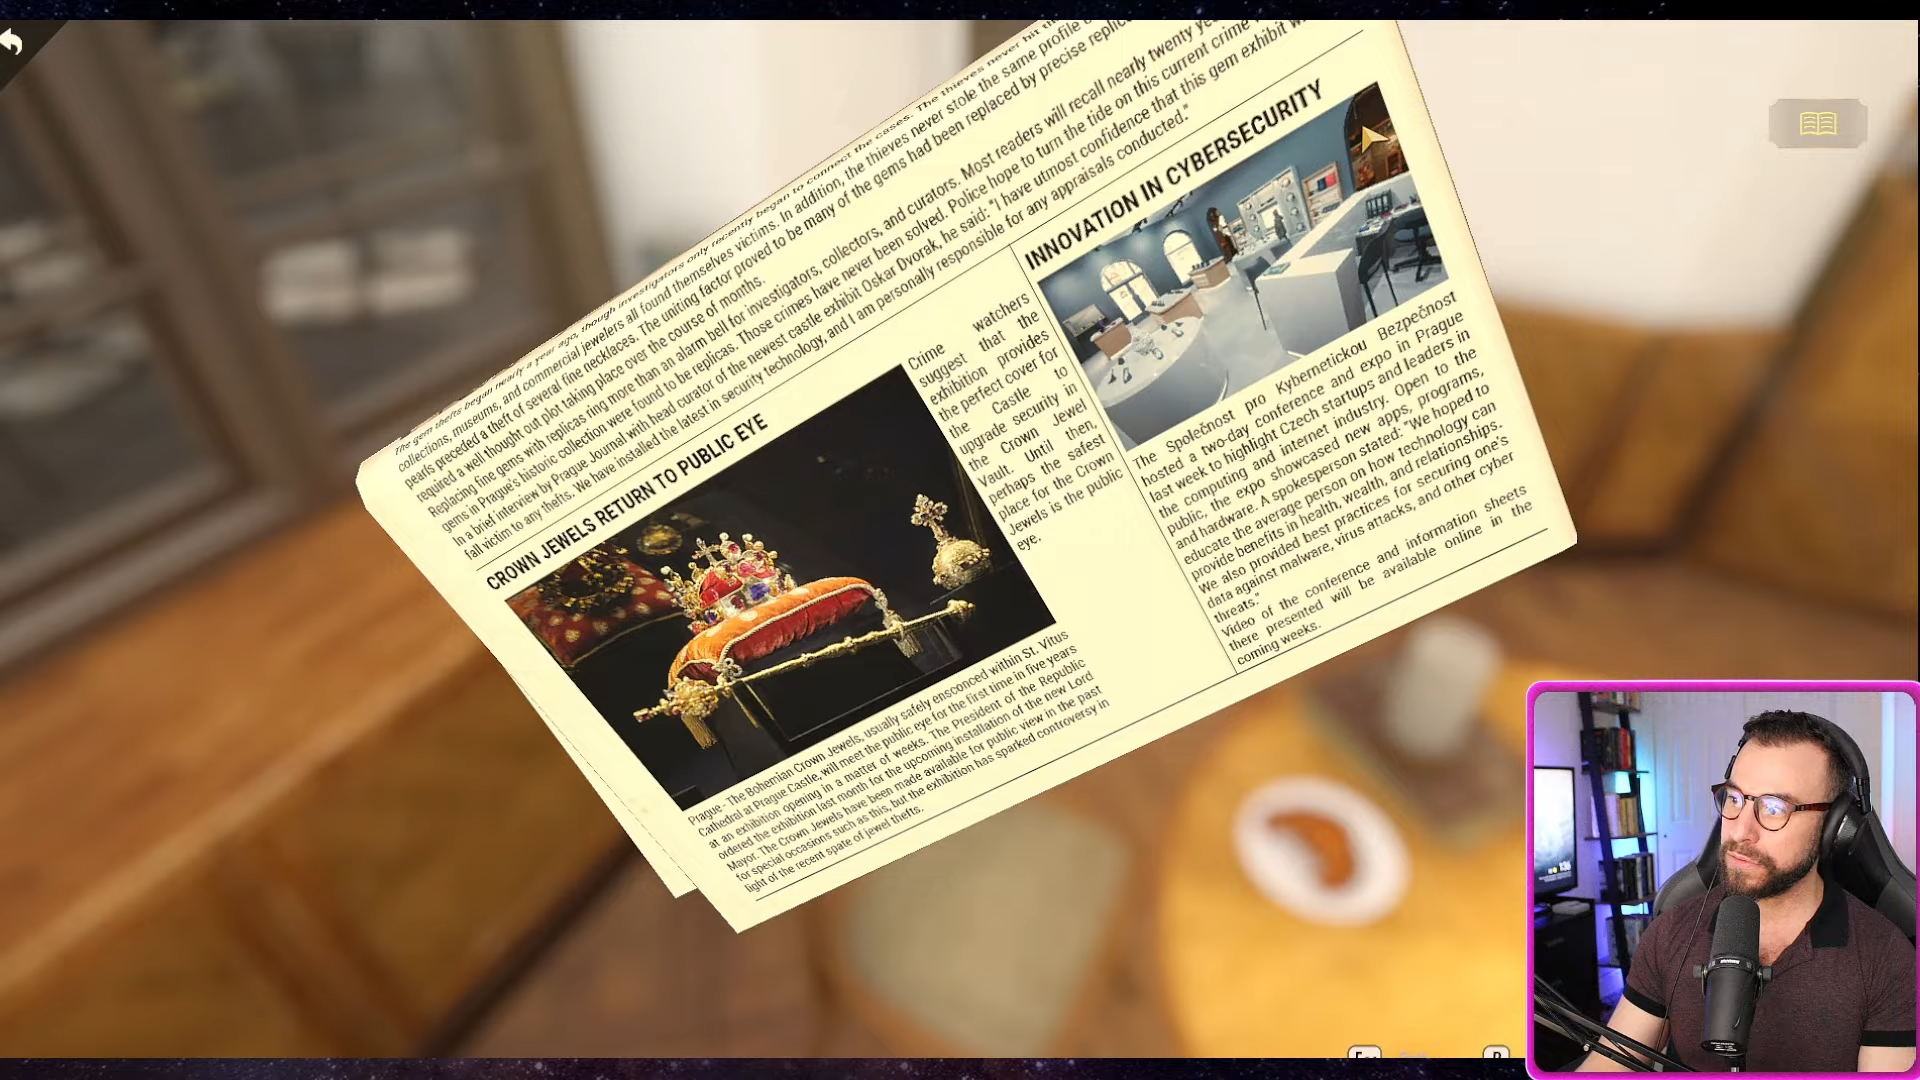 The gem thefts began nearly a year ago, though investigators only recently began to connect the cases. The thieves never hit the
collections, museums, and commercial jewelers all found themselves victims. In addition, the thieves never stole the same profile
pearls preceded a theft of several fine necklaces. The uniting factor proved to be many of the gems had been replaced by precise replic
required a well thought out plot taking place over the course of months.
Replacing fine gems with replicas ring more than an alarm bell for investigators, collectors, and curators. Most readers will recall nearly twenty ye
gems in Prague's historic collection were found to be replicas. Those crimes have never been solved. Police hope to turn the tide on this current crime
In a brief interview by Prague Journal with head curator of the newest castle exhibit Oskar Dvorak, he said: "I have utmost confidence that this gem exhibit
fall victim to any thefts. We have installed the latest in security technology, and I am personally responsible for any appraisals conducted."
CROWN JEWELS RETURN TO PUBLIC EYE
Prague.- The Bohemian Crown Jewels, usually safely ensconced within St. Vitus
Cathedral at Prague Castle, will meet the public eye for the first time in five years
at an exhibition opening in a matter of weeks. The President of the Republic
ordered the exhibition last month for the upcoming installation of the new Lord
Mayor. The Crown Jewels have been made available for public view in the past
for special occasions such as this, but the exhibition has sparked controversy in
light of the recent spate of jewel thefts.
Crime watchers
suggest that the
exhibition provides
the perfect cover for
the Castle to
upgrade security in
the Crown Jewel
Vault. Until then,
perhaps the safest
place for the Crown
Jewels is the public
eye.
INNOVATION IN CYBERSECURITY
The Společnost pro Kybernetickou Bezpečnost
hosted a two-day conference and expo in Prague
last week to highlight Czech startups and leaders in
the computing and internet industry. Open to the
public, the expo showcased new apps, programs,
and hardware. A spokesperson stated: "We hoped to
educate the average person on how technology can
provide benefits in health, wealth, and relationships.
We also provided best practices for securing one's
data against malware, virus attacks, and other cyber
threats."
Video of the conference and information sheets
there presented will be available online in the
coming weeks.